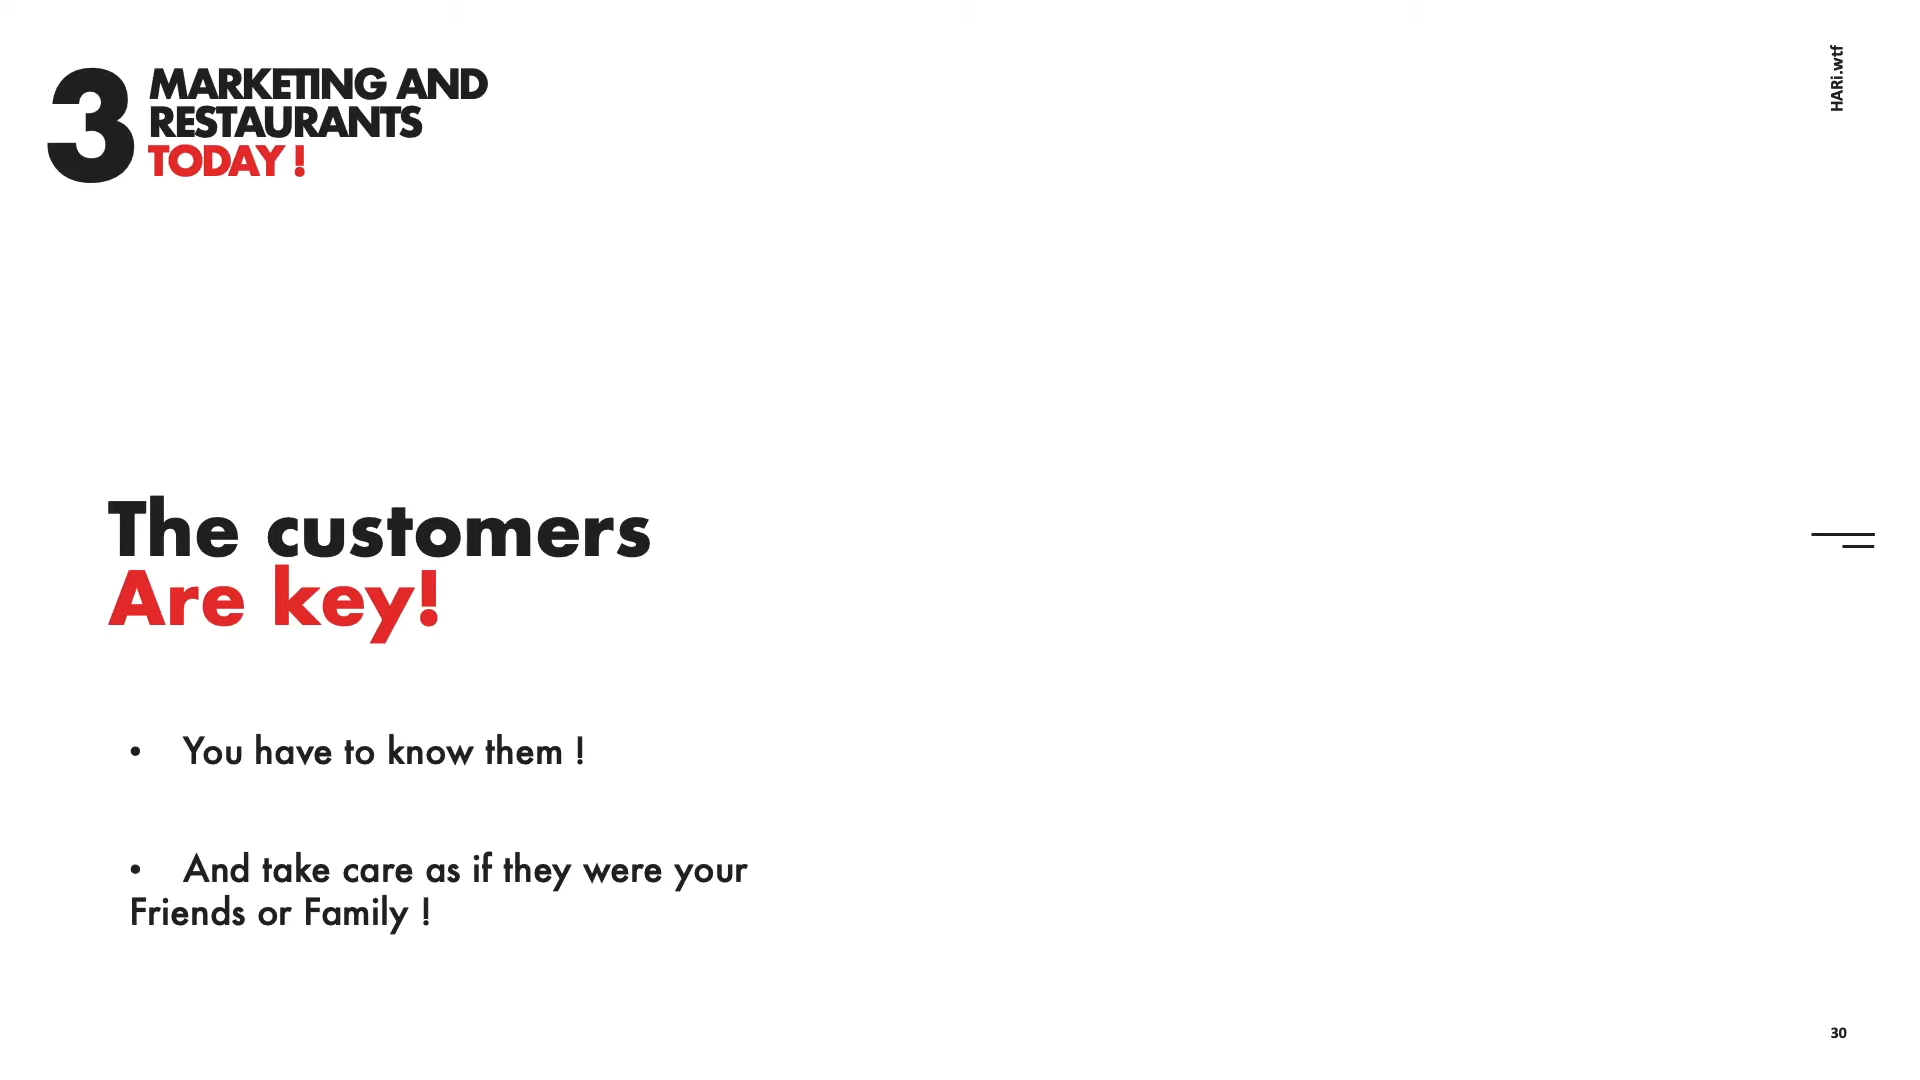 3
MARKETING AND
RESTAURANTS
TODAY !
HARi.wtf
The customers
Are key!
• You have to know them !
• And take care as if they were your
Friends or Family !
30